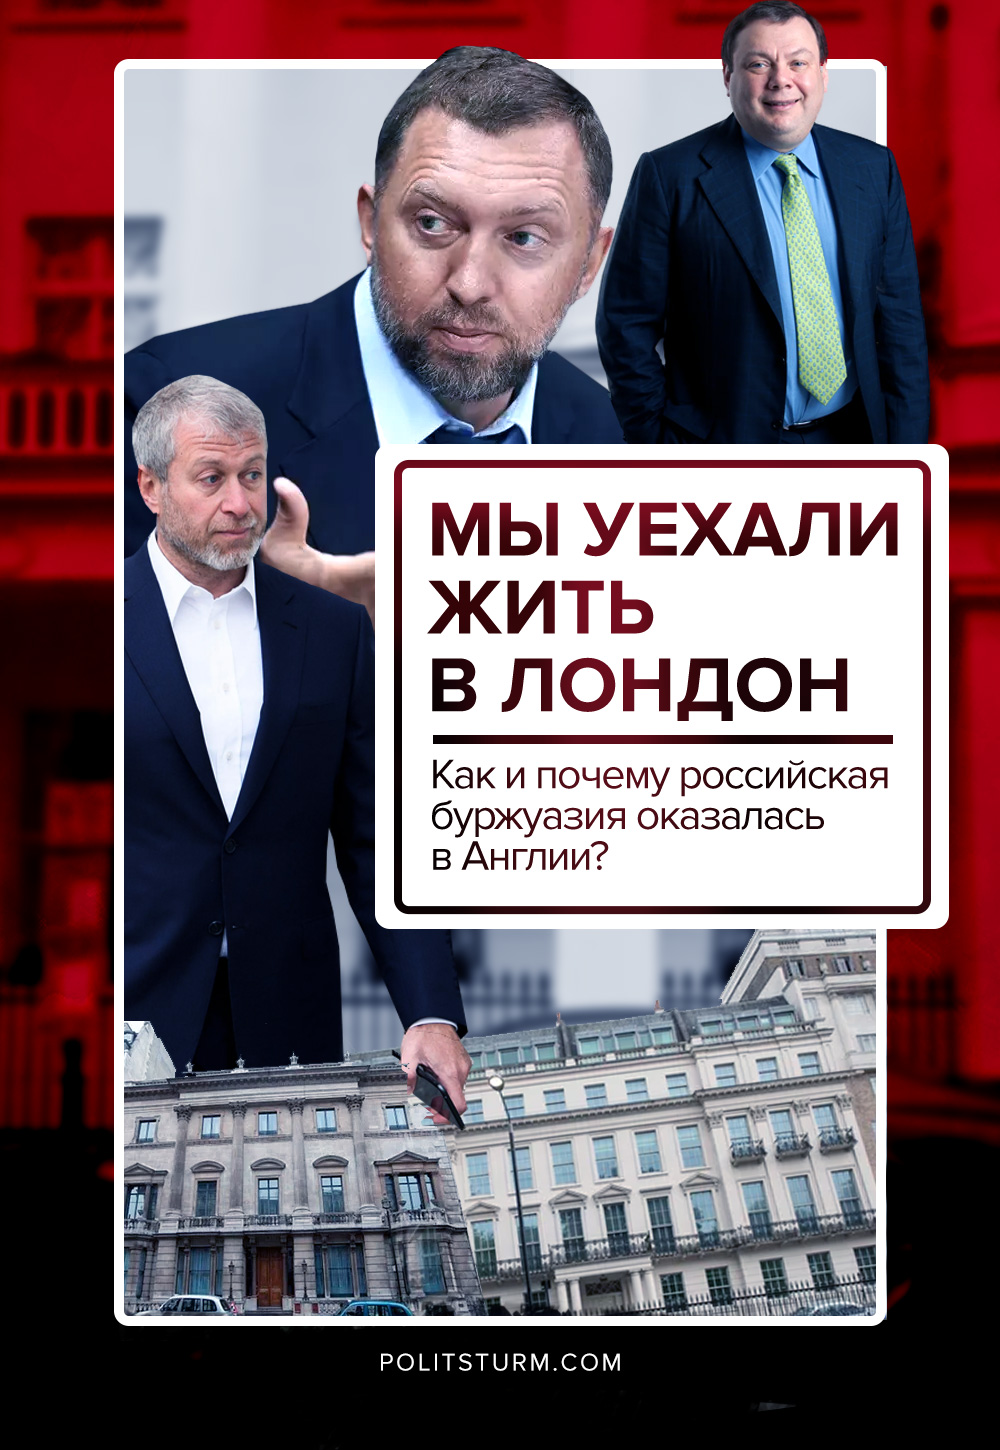 МЫ УЕХАЛИ
ЖИТЬ
В ЛОНДОН
Как и почему российская
буржуазия оказалась
в Англии?
POLITSTURM.COM